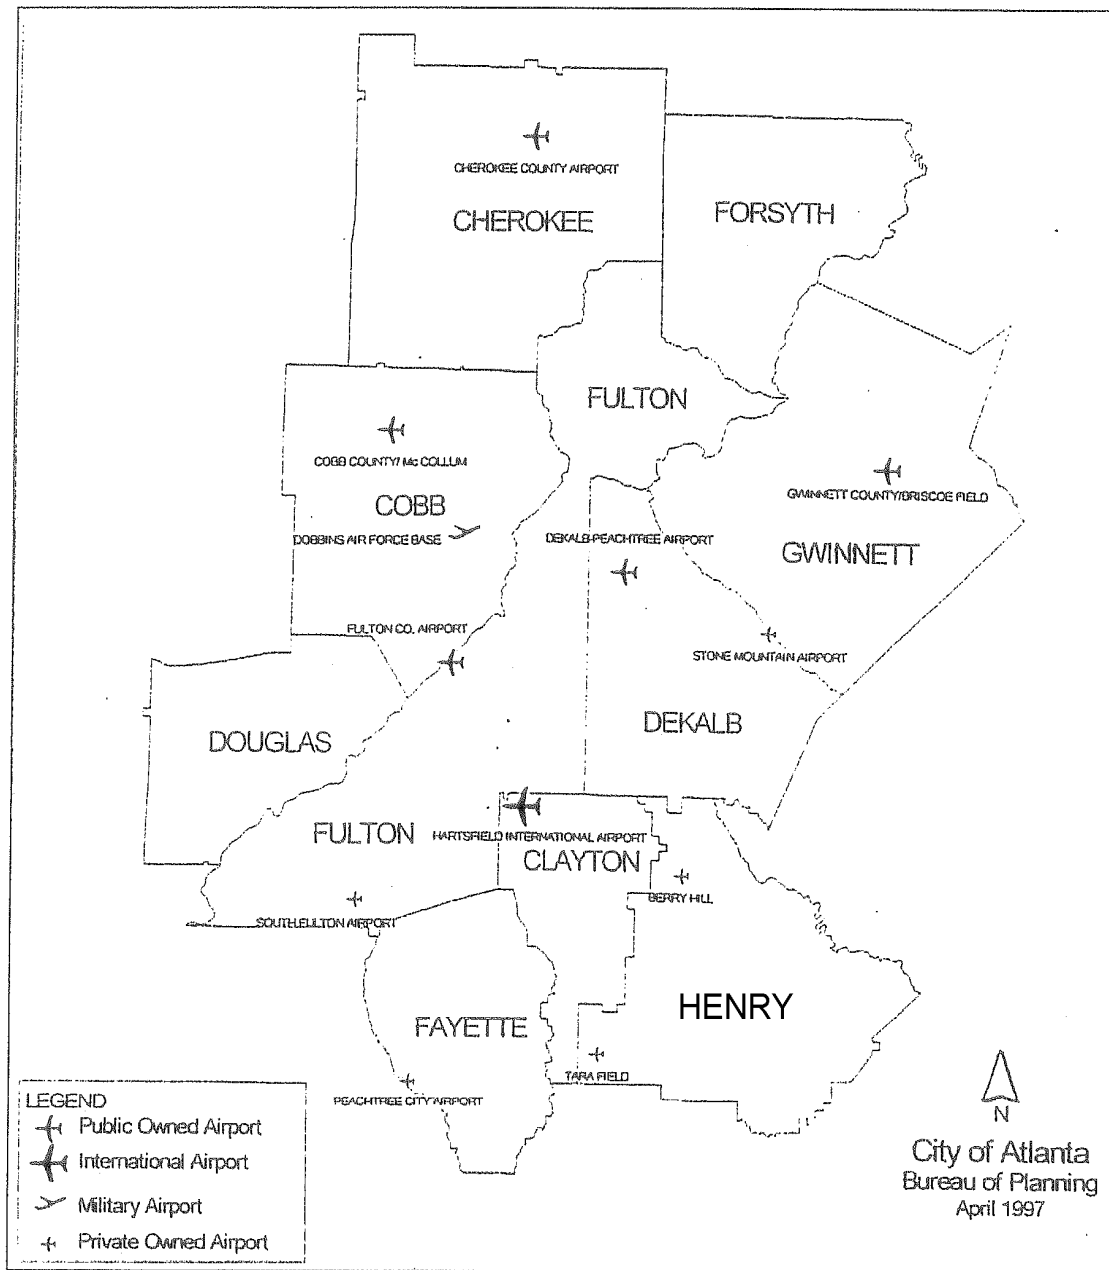 CHEROKEE COUNTY AIRPORT
CHEROKEE
FORSYTH
FULTON
COBB COUNTY/ Mc COLLUM
GWINNETT COUNTY/BRISCOE FIELD
COBB
DOBBINS AIR FORCE BASE
DEKALB-PEACHTREE AIRPORT
GWINNETT
FULTON CO. AIRPORT
STONE MOUNTAIN AIRPORT
DEKALB
DOUGLAS
FULTON
HARTSFIELD INTERNATIONAL AIRPORT
CLAYTON
BERRY HILL
SOUTH FULTON AIRPORT
HENRY
FAYETTE
TARA FIELD
PEACHTREE CITY AIRPORT
LEGEND
Public Owned Airport
International Airport
Military Airport
Private Owned Airport
N
City of Atlanta
Bureau of Planning
April 1997